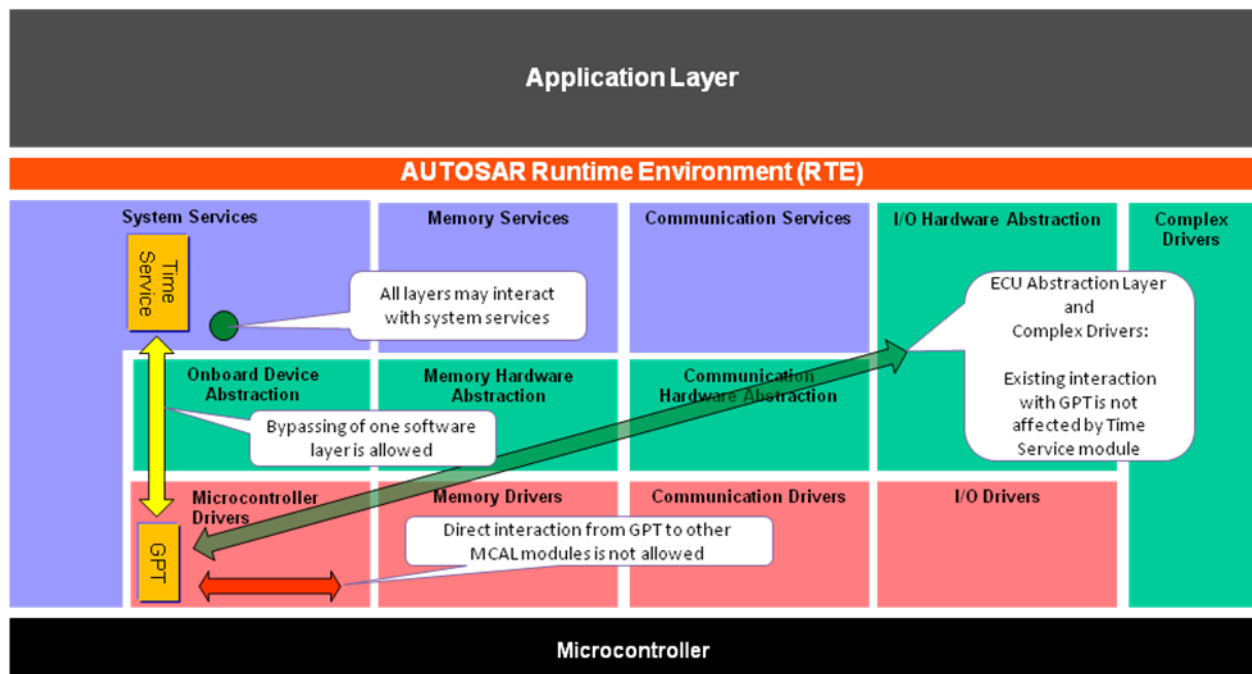 Application Layer
AUTOSAR Runtime Environment (RTE)
System Services
Memory Services
Communication Services
I/O Hardware Abstraction
Complex
Drivers
Time
Service
All layers may interact
with system services
ECU Abstraction Layer
and
Complex Drivers:
Existing interaction
with GPT is not
affected by Time
Service module
Onboard Device
Abstraction
Memory Hardware
Abstraction
Communication
Hardware Abstraction
Bypassing of one software
layer is allowed
Microcontroller
Drivers
Memory Drivers
Communication Drivers
I/O Drivers
GPT
Direct interaction from GPT to other
MCAL modules is not allowed
Microcontroller